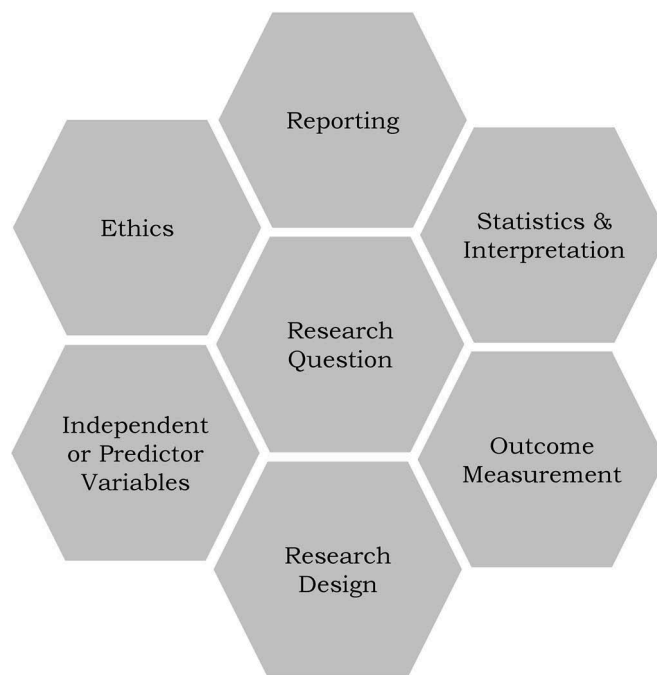 Reporting
Ethics
Statistics &
Interpretation
Research
Question
Independent
or Predictor
Variables
Outcome
Measurement
Research
Design